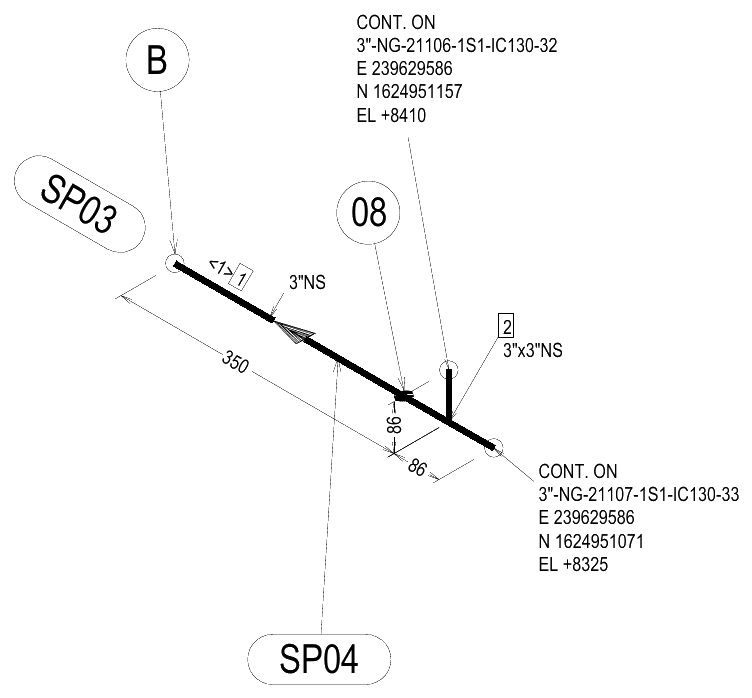 CONT. ON
3"-NG-21106-1S1-IC130-32
E 239629586
N 1624951157
EL +8410
B
SP03
08
<1> 1
3"NS
2
3"x3"NS
350
86
86
CONT. ON
3"-NG-21107-1S1-IC130-33
E 239629586
N 1624951071
EL +8325
SP04